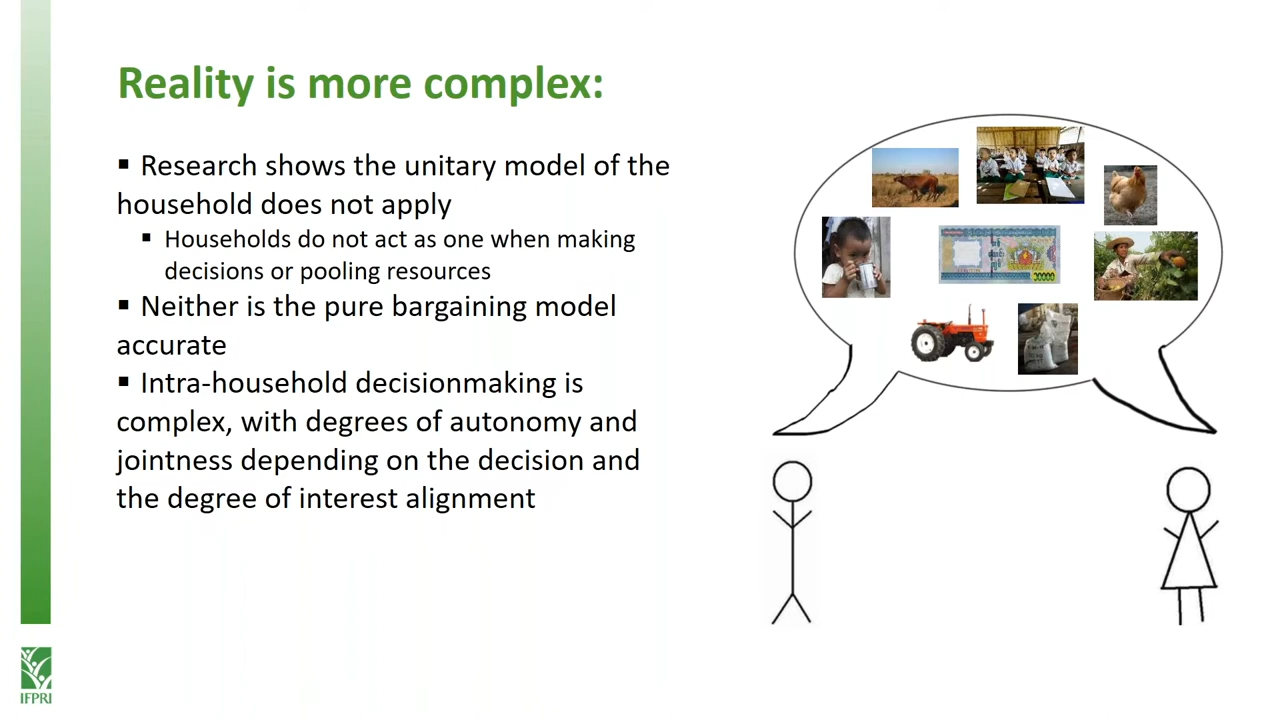 Reality is more complex:
▪ Research shows the unitary model of the
household does not apply
▪ Households do not act as one when making
decisions or pooling resources
▪ Neither is the pure bargaining model
accurate
▪ Intra-household decisionmaking is
complex, with degrees of autonomy and
jointness depending on the decision and
the degree of interest alignment
IFPRI